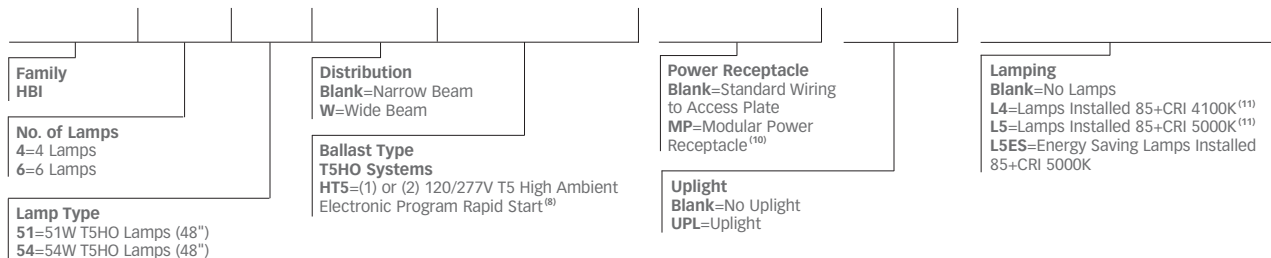 Family
HBI
No. of Lamps
4=4 Lamps
6=6 Lamps
Lamp Type
51=51W T5HO Lamps (48")
54=54W T5HO Lamps (48")
Distribution
Blank=Narrow Beam
W=Wide Beam
Ballast Type
T5HO Systems
HT5=(1) or (2) 120/277V T5 High Ambient
Electronic Program Rapid Start (8)
Power Receptacle
Blank=Standard Wiring
to Access Plate
MP=Modular Power
Receptacle (10)
Uplight
Blank=No Uplight
UPL=Uplight
Lamping
Blank=No Lamps
L4=Lamps Installed 85+CRI 4100K (11)
L5=Lamps Installed 85+CRI 5000K (11)
L5ES=Energy Saving Lamps Installed
85+CRI 5000K